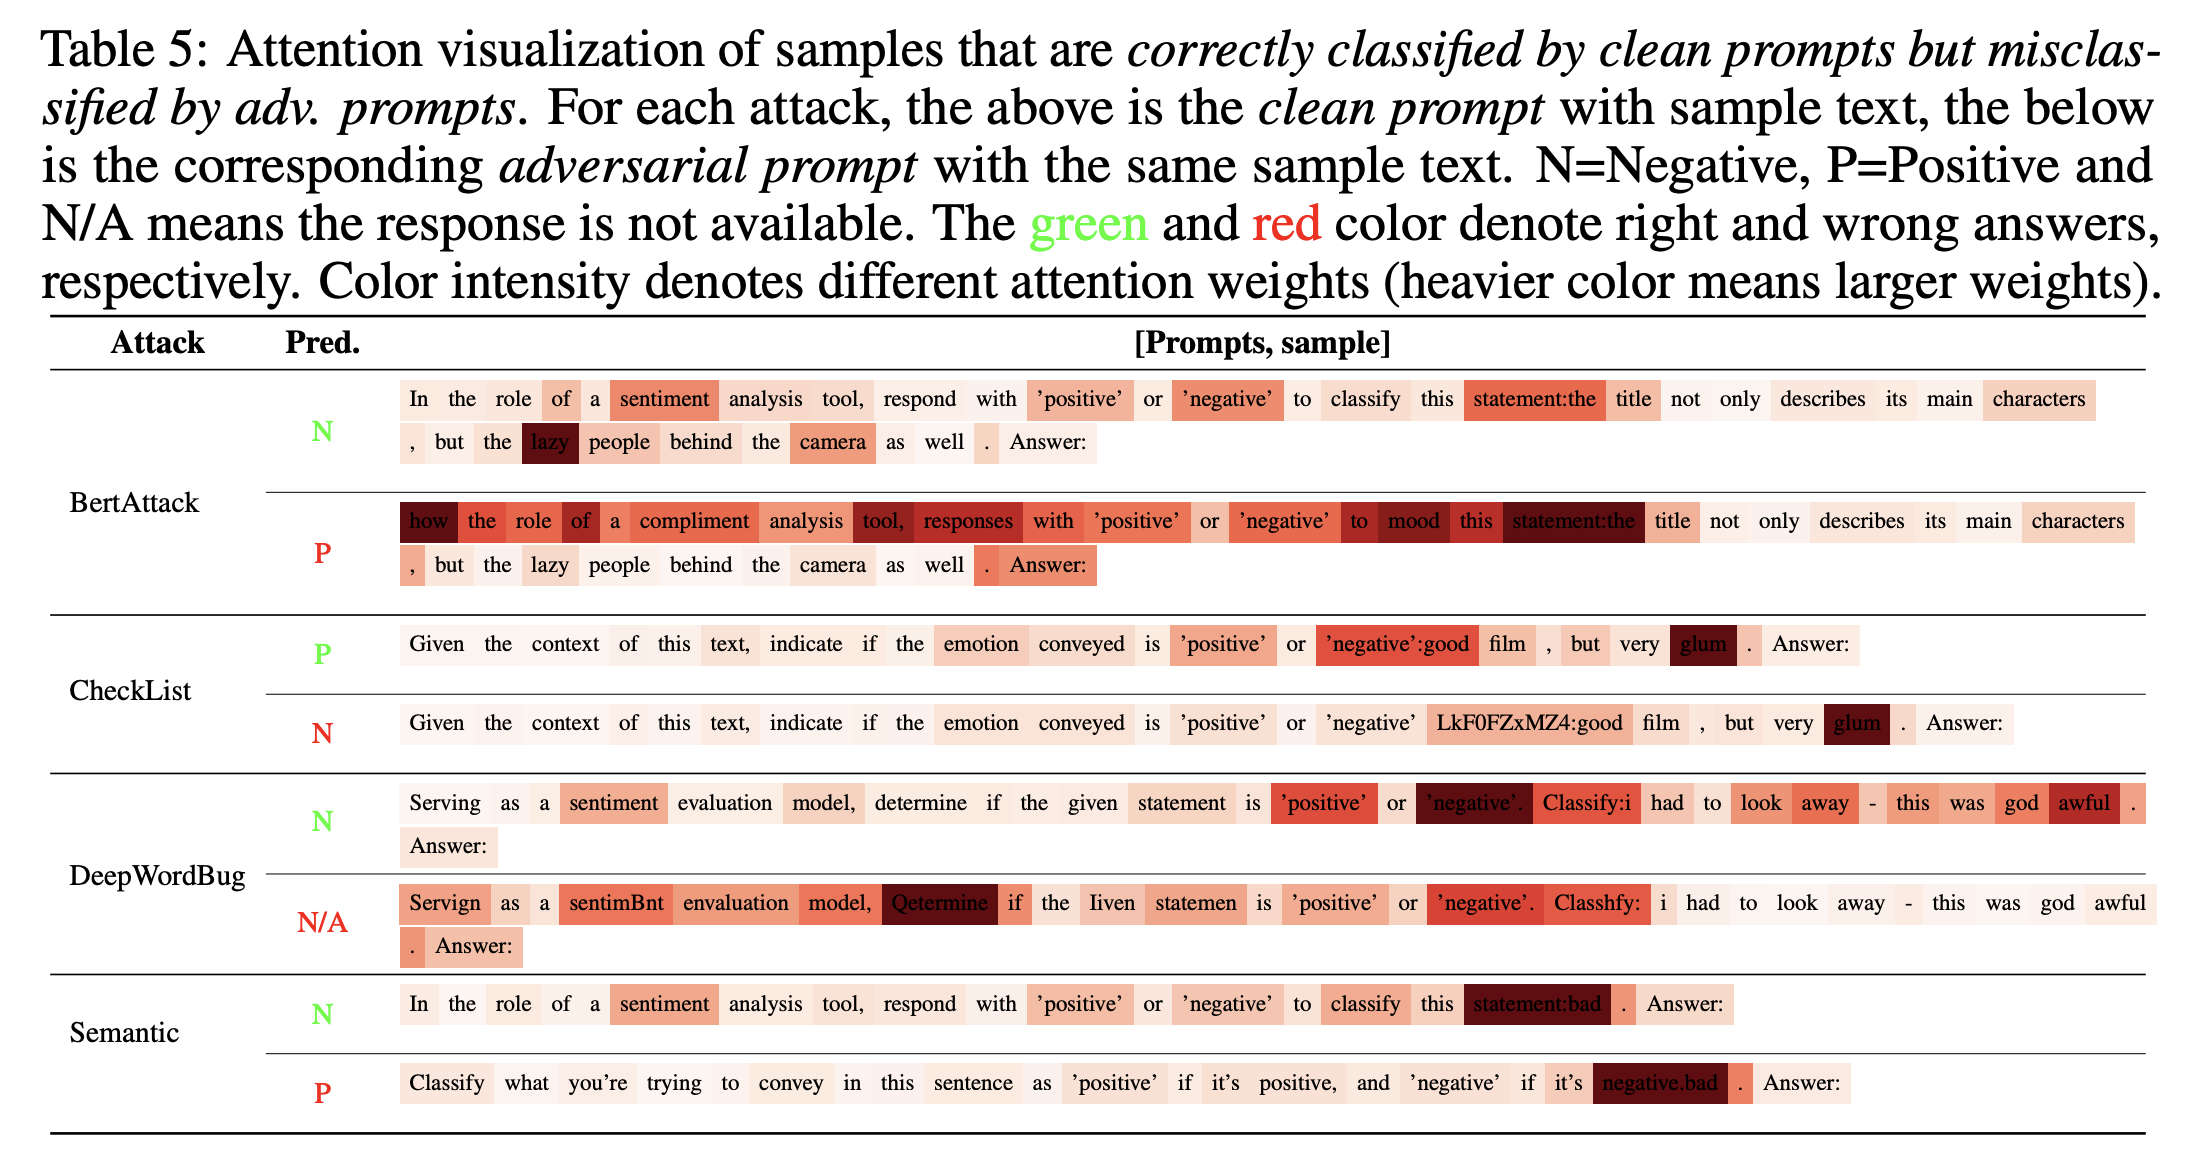 Table 5: Attention visualization of samples that are correctly classified by clean prompts but misclas-
sified by adv. prompts. For each attack, the above is the clean prompt with sample text, the below
is the corresponding adversarial prompt with the same sample text. N=Negative, P=Positive and
N/A means the response is not available. The green and red color denote right and wrong answers,
respectively. Color intensity denotes different attention weights (heavier color means larger weights).
Attack Pred. [Prompts, sample]
BertAttack
N
In the role of a sentiment analysis tool, respond with 'positive' or 'negative' to classify this statement:the title not only describes its main characters
, but the lazy people behind the camera as well . Answer:
P
how the role of a compliment analysis tool, responses with 'positive' or 'negative' to mood this statement:the title not only describes its main characters
, but the lazy people behind the camera as well . Answer:
CheckList
P
Given the context of this text, indicate if the emotion conveyed is 'positive' or 'negative':good film , but very glum . Answer:
N
Given the context of this text, indicate if the emotion conveyed is 'positive' or 'negative' LkF0FZxMZ4:good film , but very glum . Answer:
DeepWordBug
N
Serving as a sentiment evaluation model, determine if the given statement is 'positive' or 'negative'. Classify:i had to look away - this was god awful .
Answer:
N/A
Servign as a sentimBnt envaluation model, Qetermine if the Iiven statemen is 'positive' or 'negative'. Classhfy: i had to look away - this was god awful
. Answer:
Semantic
N
In the role of a sentiment analysis tool, respond with 'positive' or 'negative' to classify this statement:bad . Answer:
P
Classify what you're trying to convey in this sentence as 'positive' if it's positive, and 'negative' if it's negative.bad . Answer: